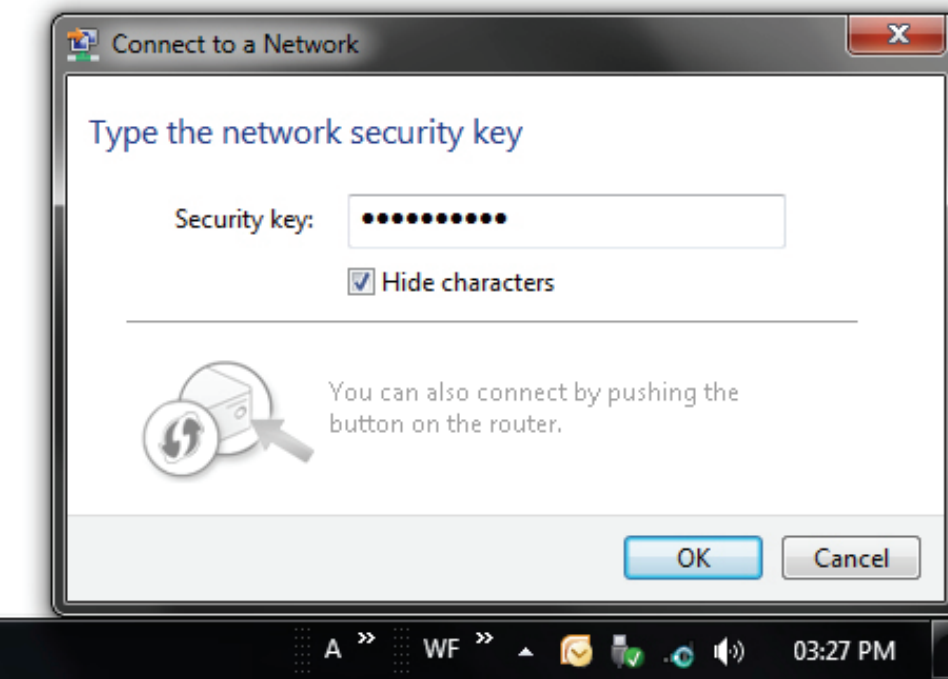 Connect to a Network
Type the network security key
Security key: ••••••••••
Hide characters
You can also connect by pushing the
button on the router.
OK Cancel
A » WF » 03:27 PM